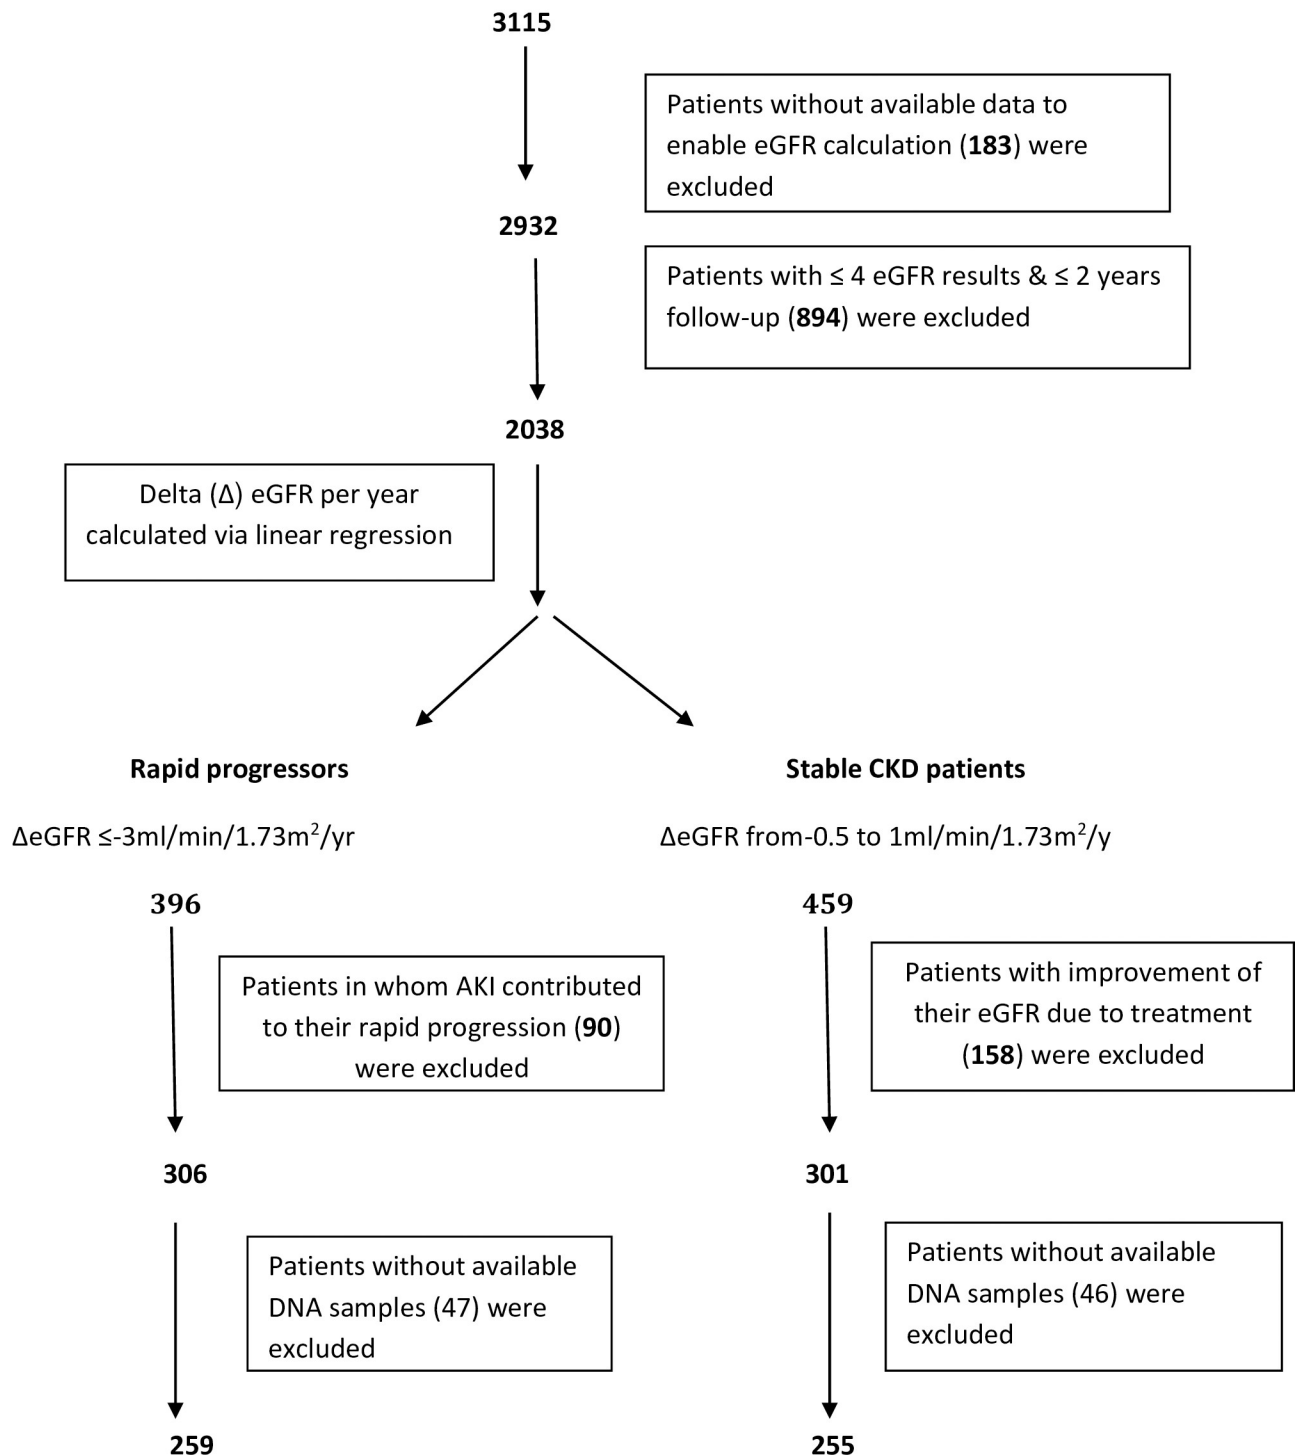 3115
Patients without available data to
enable eGFR calculation (183) were
excluded
2932
Patients with ≤ 4 eGFR results & ≤ 2 years
follow-up (894) were excluded
2038
Delta (Δ) eGFR per year
calculated via linear regression
Rapid progressors
ΔeGFR ≤-3ml/min/1.73m²/yr
396
Patients in whom AKI contributed
to their rapid progression (90)
were excluded
306
Patients without available
DNA samples (47) were
excluded
259
Stable CKD patients
ΔeGFR from-0.5 to 1ml/min/1.73m²/y
459
Patients with improvement of
their eGFR due to treatment
(158) were excluded
301
Patients without available
DNA samples (46) were
excluded
255